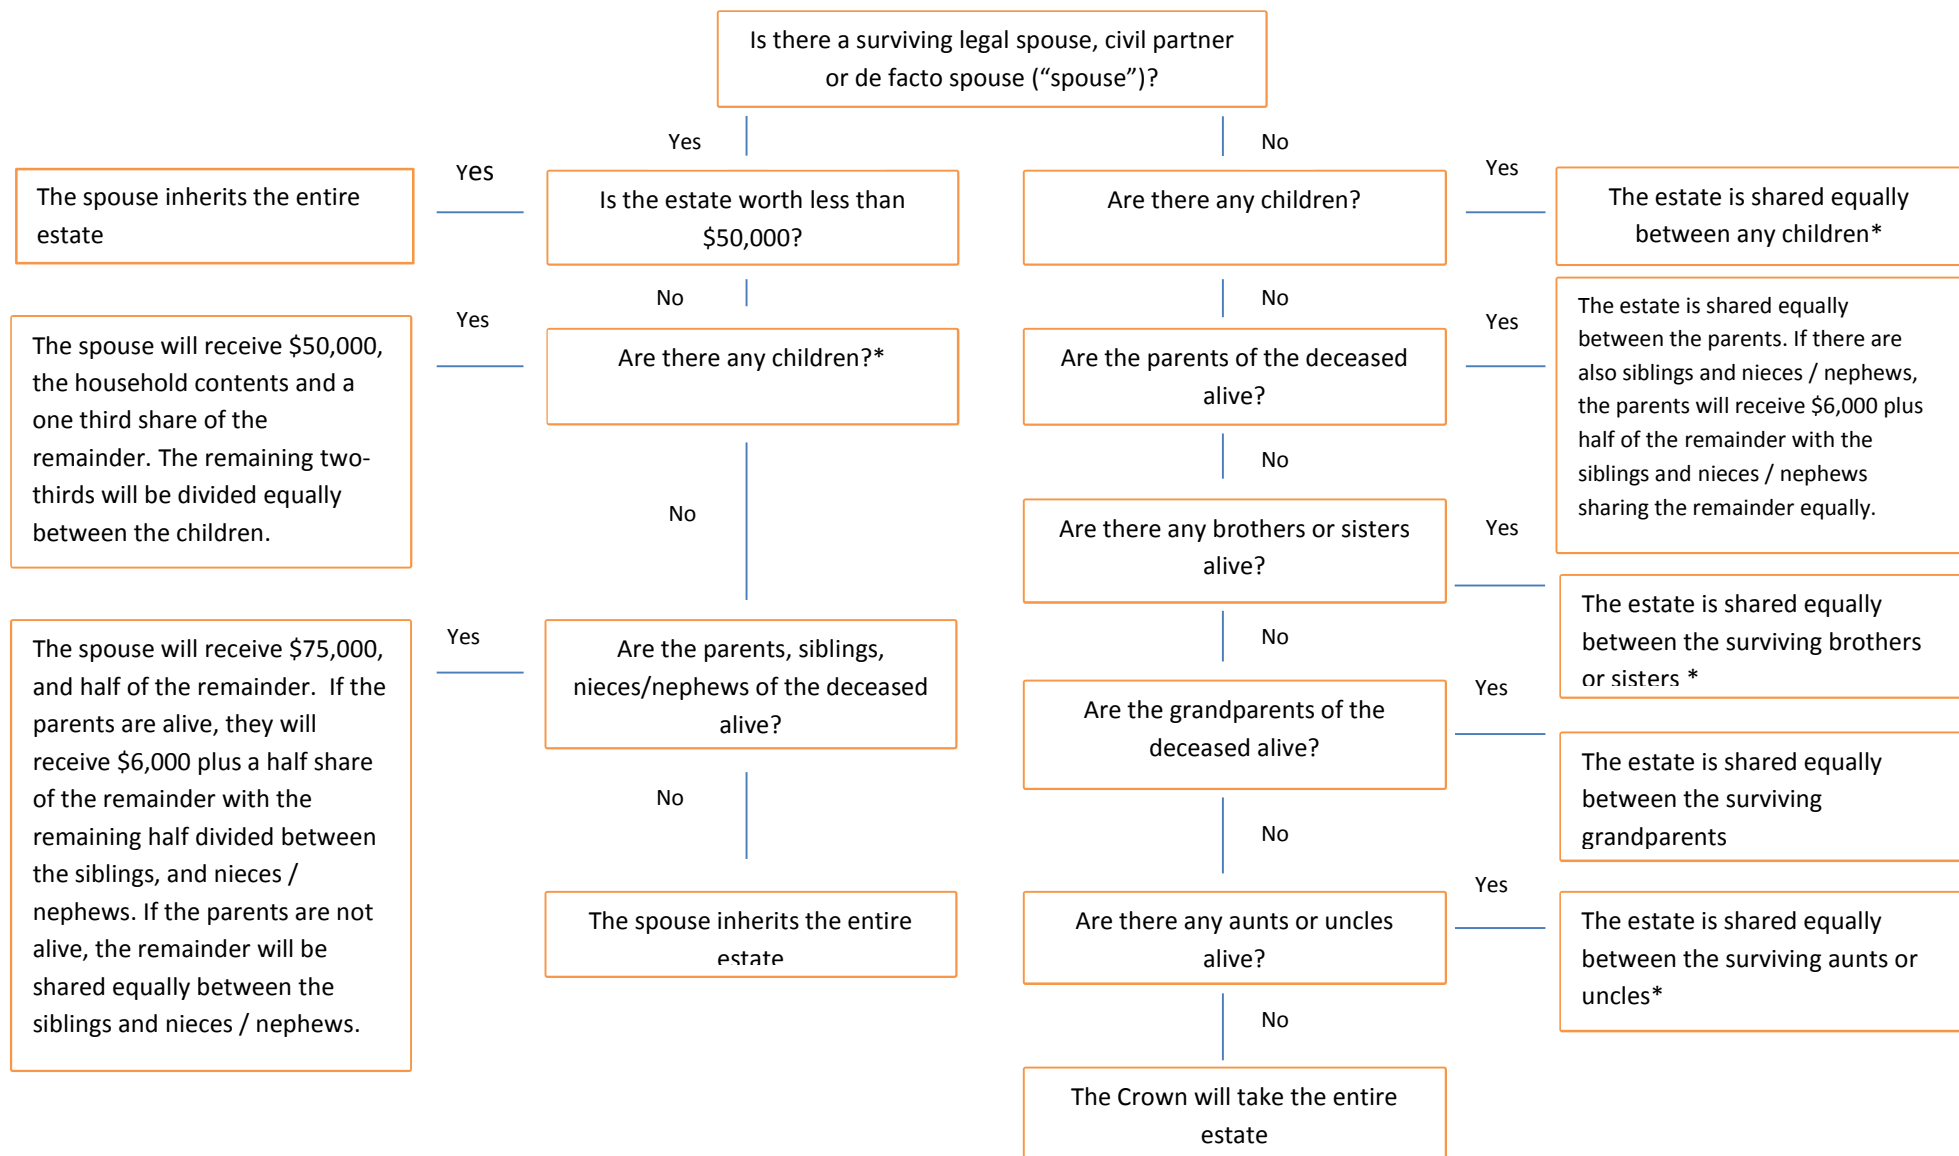 Is there a surviving legal spouse, civil partner
or de facto spouse (“spouse”)?
Yes
No
Yes
The spouse inherits the entire
estate
Is the estate worth less than
$50,000?
Are there any children?
Yes
The estate is shared equally
between any children*
No
No
Yes
The spouse will receive $50,000,
the household contents and a
one third share of the
remainder. The remaining two-
thirds will be divided equally
between the children.
Are there any children?*
Are the parents of the deceased
alive?
Yes
The estate is shared equally
between the parents. If there are
also siblings and nieces / nephews,
the parents will receive $6,000 plus
half of the remainder with the
siblings and nieces / nephews
sharing the remainder equally.
No
No
Are there any brothers or sisters
alive?
Yes
The estate is shared equally
between the surviving brothers
or sisters *
Yes
The spouse will receive $75,000,
and half of the remainder.  If the
parents are alive, they will
receive $6,000 plus a half share
of the remainder with the
remaining half divided between
the siblings, and nieces /
nephews. If the parents are not
alive, the remainder will be
shared equally between the
siblings and nieces / nephews.
Are the parents, siblings,
nieces/nephews of the deceased
alive?
No
Are the grandparents of the
deceased alive?
Yes
The estate is shared equally
between the surviving
grandparents
No
The spouse inherits the entire
estate
No
Are there any aunts or uncles
alive?
Yes
The estate is shared equally
between the surviving aunts or
uncles*
No
The Crown will take the entire
estate